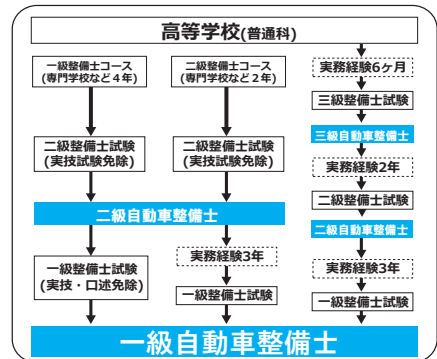 高等学校(普通科)
一級整備士コース
(専門学校など4年)
二級整備士試験
(実技試験免除)
二級整備士コース
(専門学校など2年)
二級整備士試験
(実技試験免除)
二級自動車整備士
一級整備士試験
(実技・口述免除)
実務経験3年
一級整備士試験
実務経験6ヶ月
三級整備士試験
三級自動車整備士
実務経験2年
二級整備士試験
二級自動車整備士
実務経験3年
一級整備士試験
一級自動車整備士